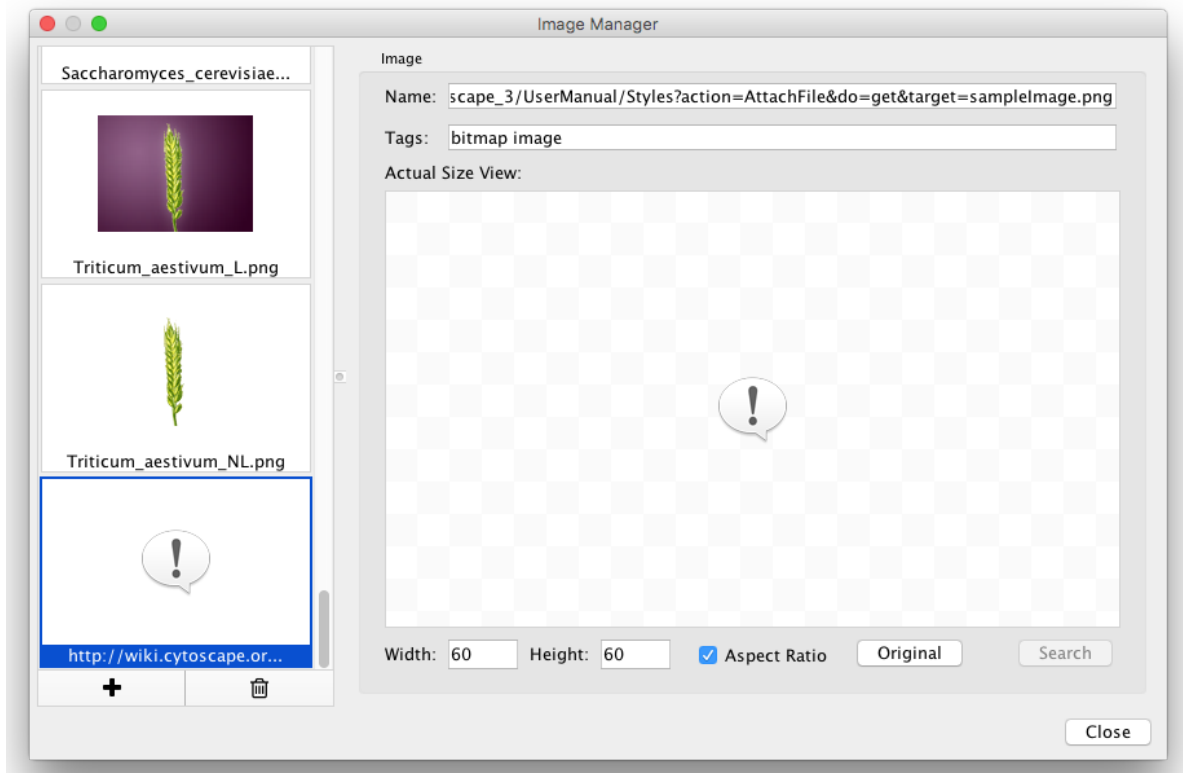 Image Manager
Saccharomyces_cerevisiae...
Triticum_aestivum_L.png
Triticum_aestivum_NL.png
http://wiki.cytoscape.or...
Image
Name: scape_3/UserManual/Styles?action=AttachFile&do=get&target=sampleImage.png
Tags: bitmap image
Actual Size View:
Width: 60 Height: 60 Aspect Ratio Original Search
Close